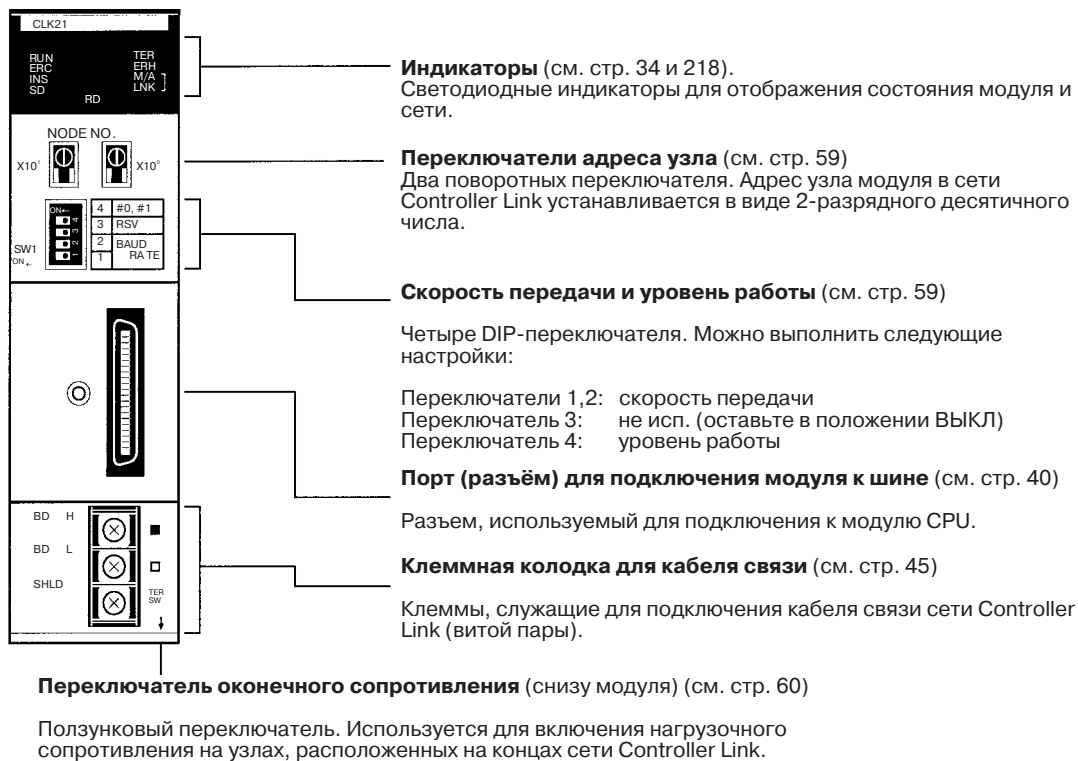 CLK21
RUN
ERC
INS
SD
RD
TER
ERH
M/A
LNK
Индикаторы (см. стр. 34 и 218).
Светодиодные индикаторы для отображения состояния модуля и
сети.
NODE NO.
X10¹
X10⁰
Переключатели адреса узла (см. стр. 59)
Два поворотных переключателя. Адрес узла модуля в сети
Controller Link устанавливается в виде 2-разрядного десятичного
числа.
SW1
ON←
ON←
4
3
2
1
4 #0, #1
3 RSV
2 BAUD
1 RA TE
Скорость передачи и уровень работы (см. стр. 59)
Четыре DIP-переключателя. Можно выполнить следующие
настройки:
Переключатели 1,2: скорость передачи
Переключатель 3: не исп. (оставьте в положении ВЫКЛ)
Переключатель 4: уровень работы
Порт (разъём) для подключения модуля к шине (см. стр. 40)
Разъем, используемый для подключения к модулю CPU.
BD H
BD L
SHLD
TER
SW
Клеммная колодка для кабеля связи (см. стр. 45)
Клеммы, служащие для подключения кабеля связи сети Controller
Link (витой пары).
Переключатель оконечного сопротивления (снизу модуля) (см. стр. 60)
Ползунковый переключатель. Используется для включения нагрузочного
сопротивления на узлах, расположенных на концах сети Controller Link.